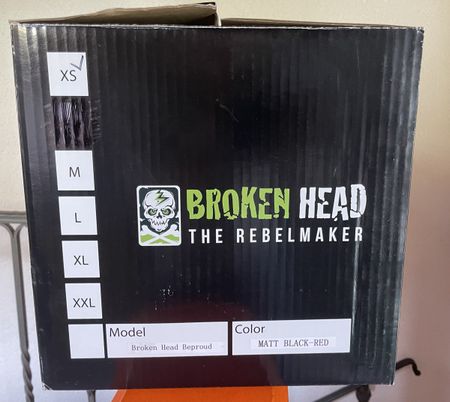 XS
M
L
XL
XXL
BROKEN HEAD
THE REBELMAKER
Model
Broken Head Beproud
Color
MATT BLACK-RED